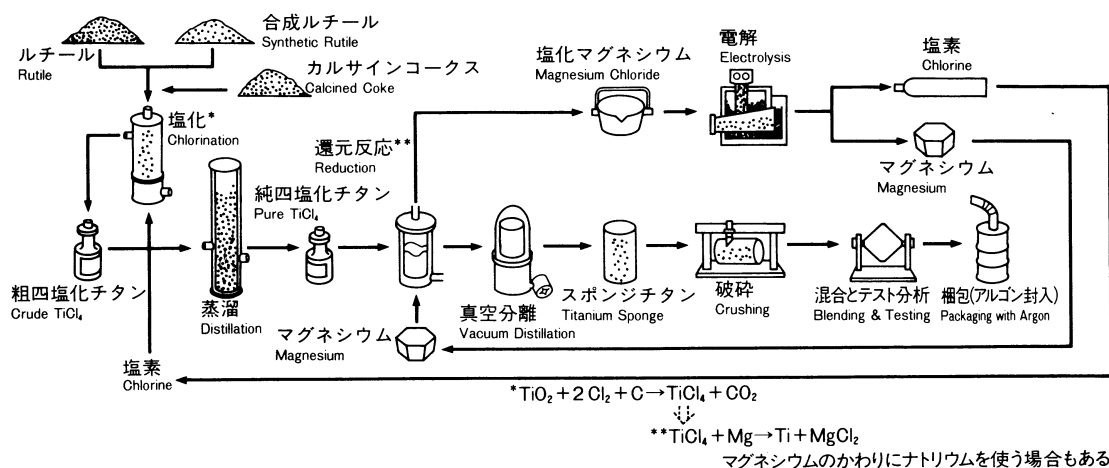 合成ルチール
Synthetic Rutile
ルチール
Rutile
カルサインコークス
Calcined Coke
塩化*
Chlorination
塩化マグネシウム
Magnesium Chloride
電解
Electrolysis
塩素
Chlorine
マグネシウム
Magnesium
還元反応**
Reduction
純四塩化チタン
Pure TiCl₄
粗四塩化チタン
Crude TiCl₄
蒸溜
Distillation
マグネシウム
Magnesium
真空分離
Vacuum Distillation
スポンジチタン
Titanium Sponge
破砕
Crushing
混合とテスト分析
Blending & Testing
梱包(アルゴン封入)
Packaging with Argon
塩素
Chlorine
*TiO₂+2Cl₂+C→TiCl₄+CO₂
**TiCl₄+Mg→Ti+MgCl₂
マグネシウムのかわりにナトリウムを使う場合もある